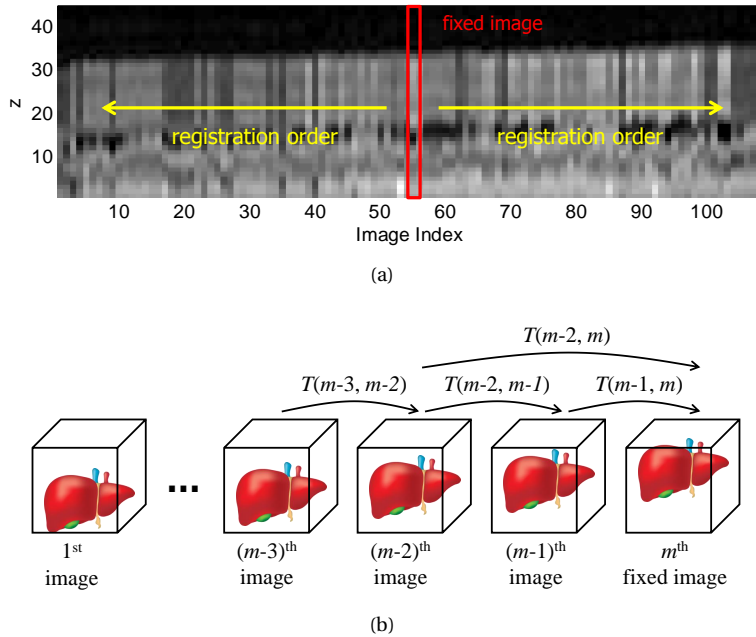 fixed image
40
30
20
10
z
registration order
registration order
10 20 30 40 50 60 70 80 90 100
Image Index
(a)
T(m-2, m)
T(m-3, m-2) T(m-2, m-1) T(m-1, m)
...
1st (m-3)th (m-2)th (m-1)th mth
image image image image fixed image
(b)